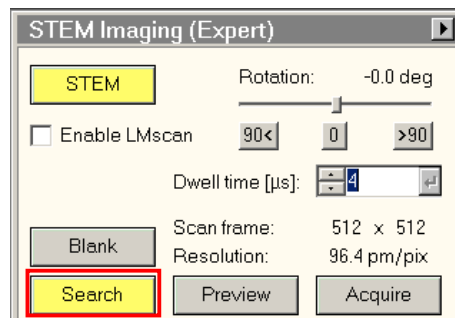 STEM Imaging (Expert)
STEM
Rotation: -0.0 deg
Enable LMscan 90< 0 >90
Dwell time [µs]: 4
Scan frame: 512 x 512
Blank
Resolution: 96.4 pm/pix
Search Preview Acquire